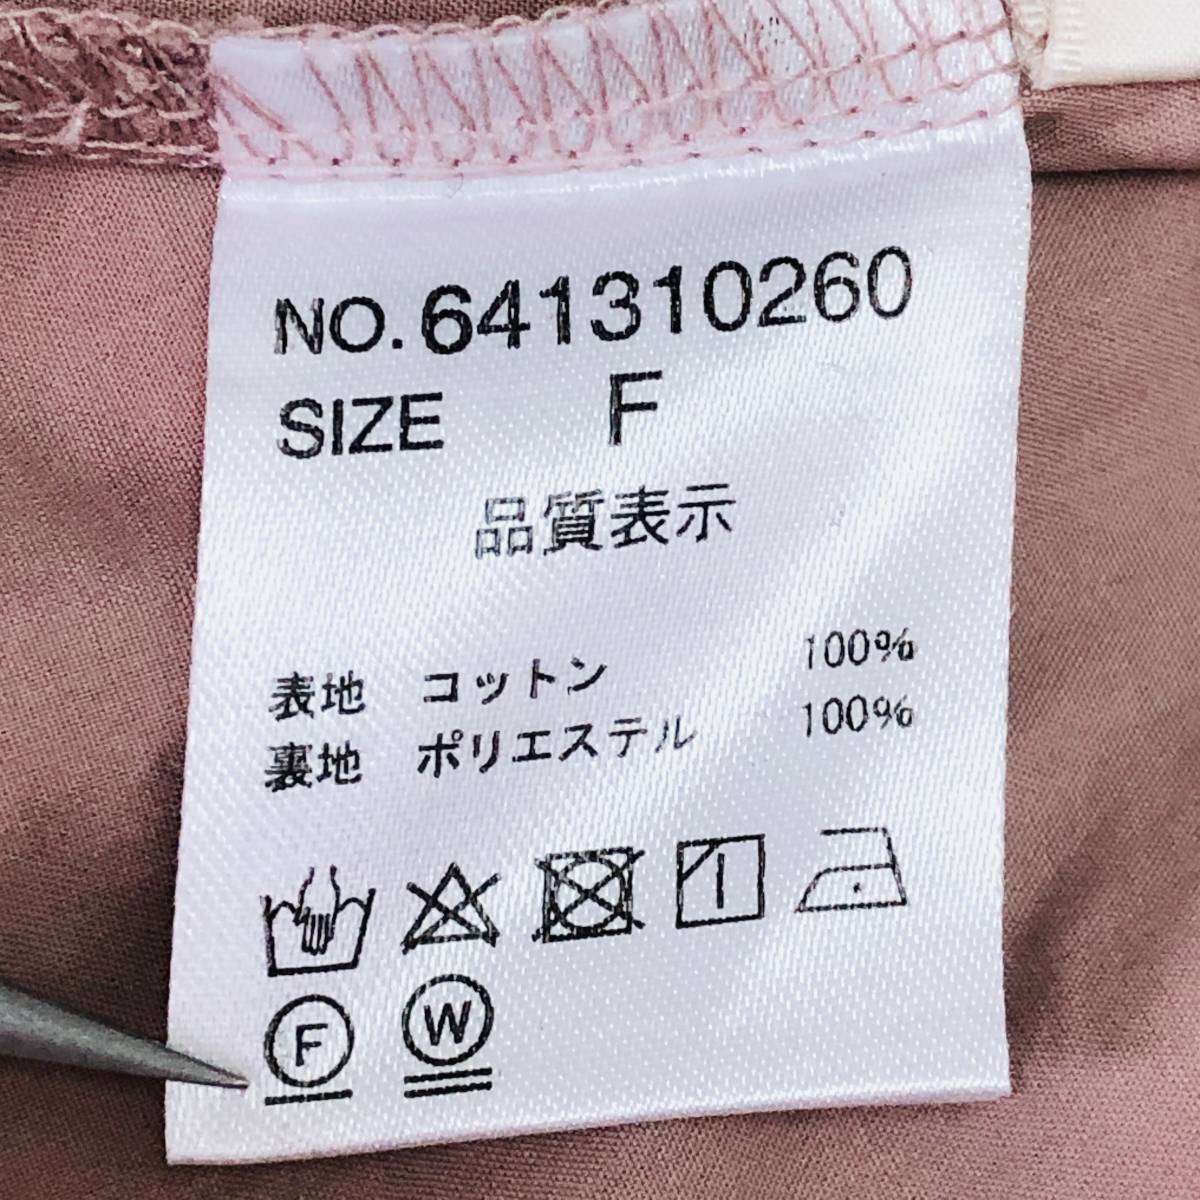 NO.641310260
SIZE F
品質表示
表地 コットン 100%
裏地 ポリエステル 100%
F W